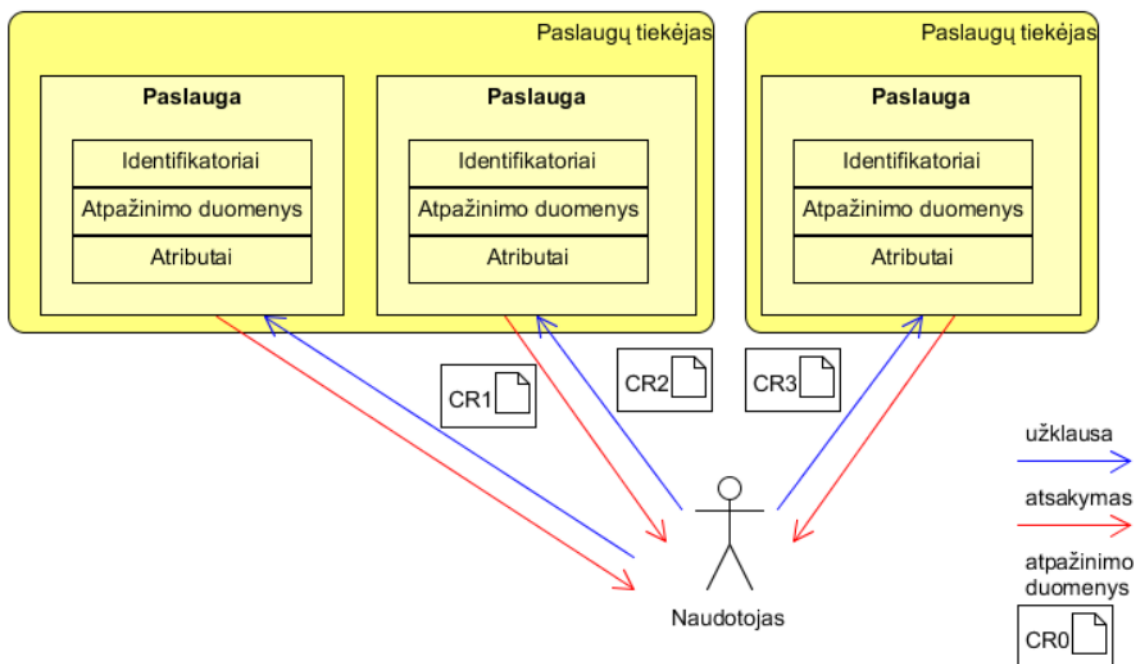 Paslaugų tiekėjas
Paslauga
Identifikatoriai
Atpažinimo duomenys
Atributai
Paslauga
Identifikatoriai
Atpažinimo duomenys
Atributai
Paslaugų tiekėjas
Paslauga
Identifikatoriai
Atpažinimo duomenys
Atributai
CR1
CR2
CR3
Naudotojas
užklausa
atsakymas
atpažinimo
duomenys
CR0